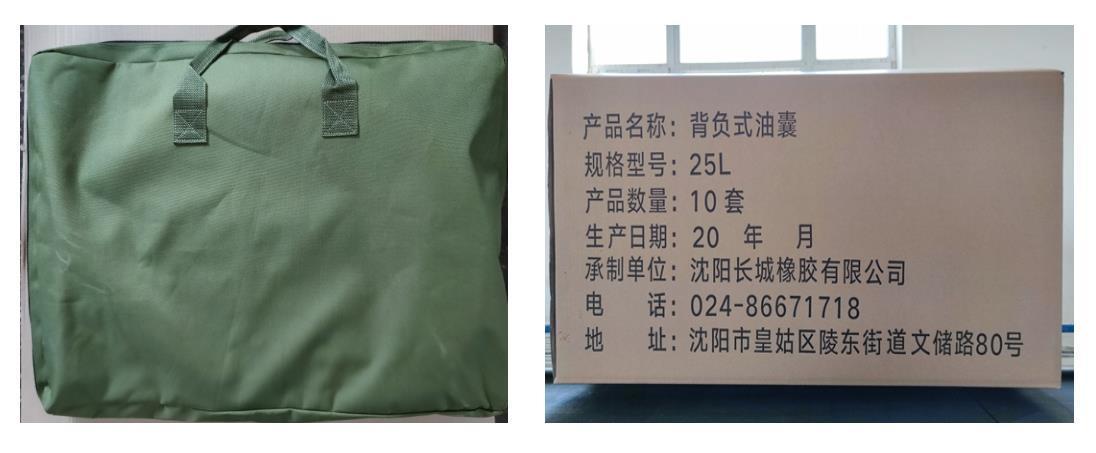 产品名称：背负式油囊
规格型号：25L
产品数量：10 套
生产日期：20 年 月
承制单位：沈阳长城橡胶有限公司
电 话：024-86671718
地 址：沈阳市皇姑区陵东街道文储路80号